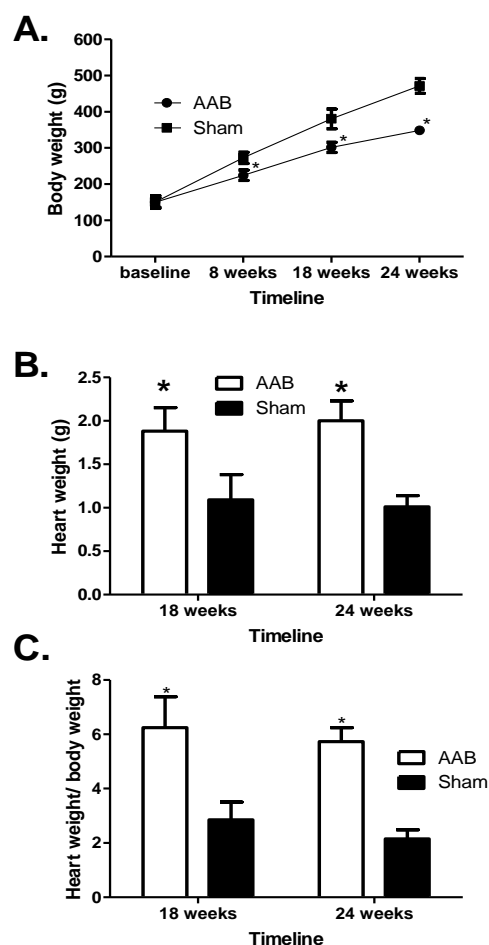 A.
600
500
400
300
200
100
0
Body weight (g)
AAB
Sham
*
*
*
baseline 8 weeks 18 weeks 24 weeks
Timeline
B.
2.5
2.0
1.5
1.0
0.5
0.0
Heart weight (g)
*
*
AAB
Sham
18 weeks 24 weeks
Timeline
C.
8
6
4
2
0
Heart weight/ body weight
*
*
AAB
Sham
18 weeks 24 weeks
Timeline